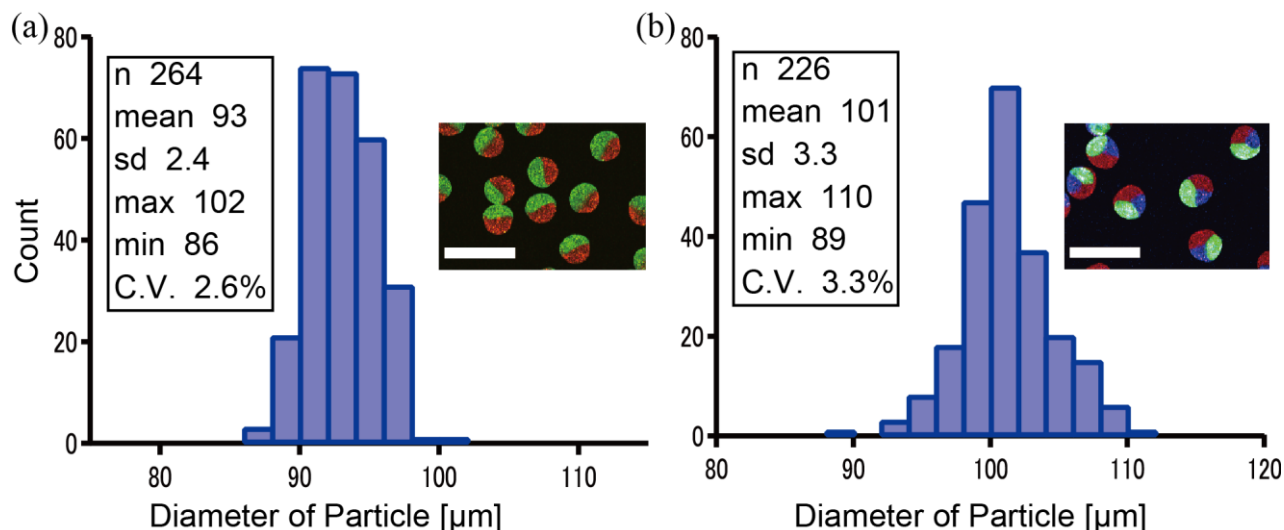 (a)
80
60
40
20
0
Count
n 264
mean 93
sd 2.4
max 102
min 86
C.V. 2.6%
80 90 100 110
Diameter of Particle [µm]
(b)
80
60
40
20
0
n 226
mean 101
sd 3.3
max 110
min 89
C.V. 3.3%
80 90 100 110 120
Diameter of Particle [µm]